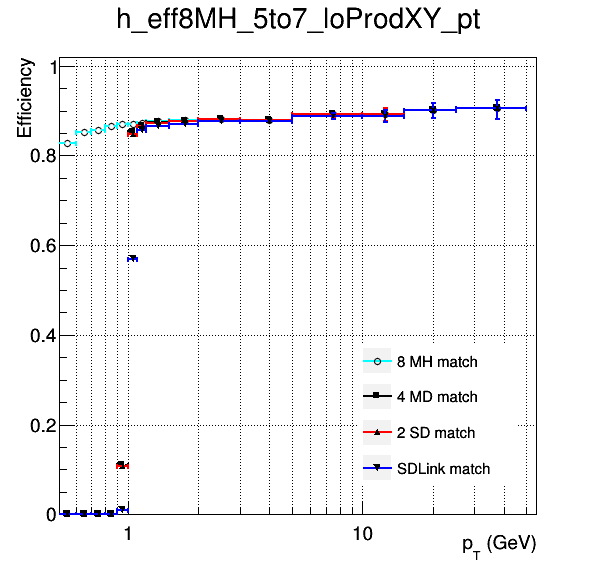 h_eff8MH_5to7_loProdXY_pt
Efficiency
1
0.8
0.6
0.4
0.2
0
8 MH match
4 MD match
2 SD match
SDLink match
1
10
p_T (GeV)